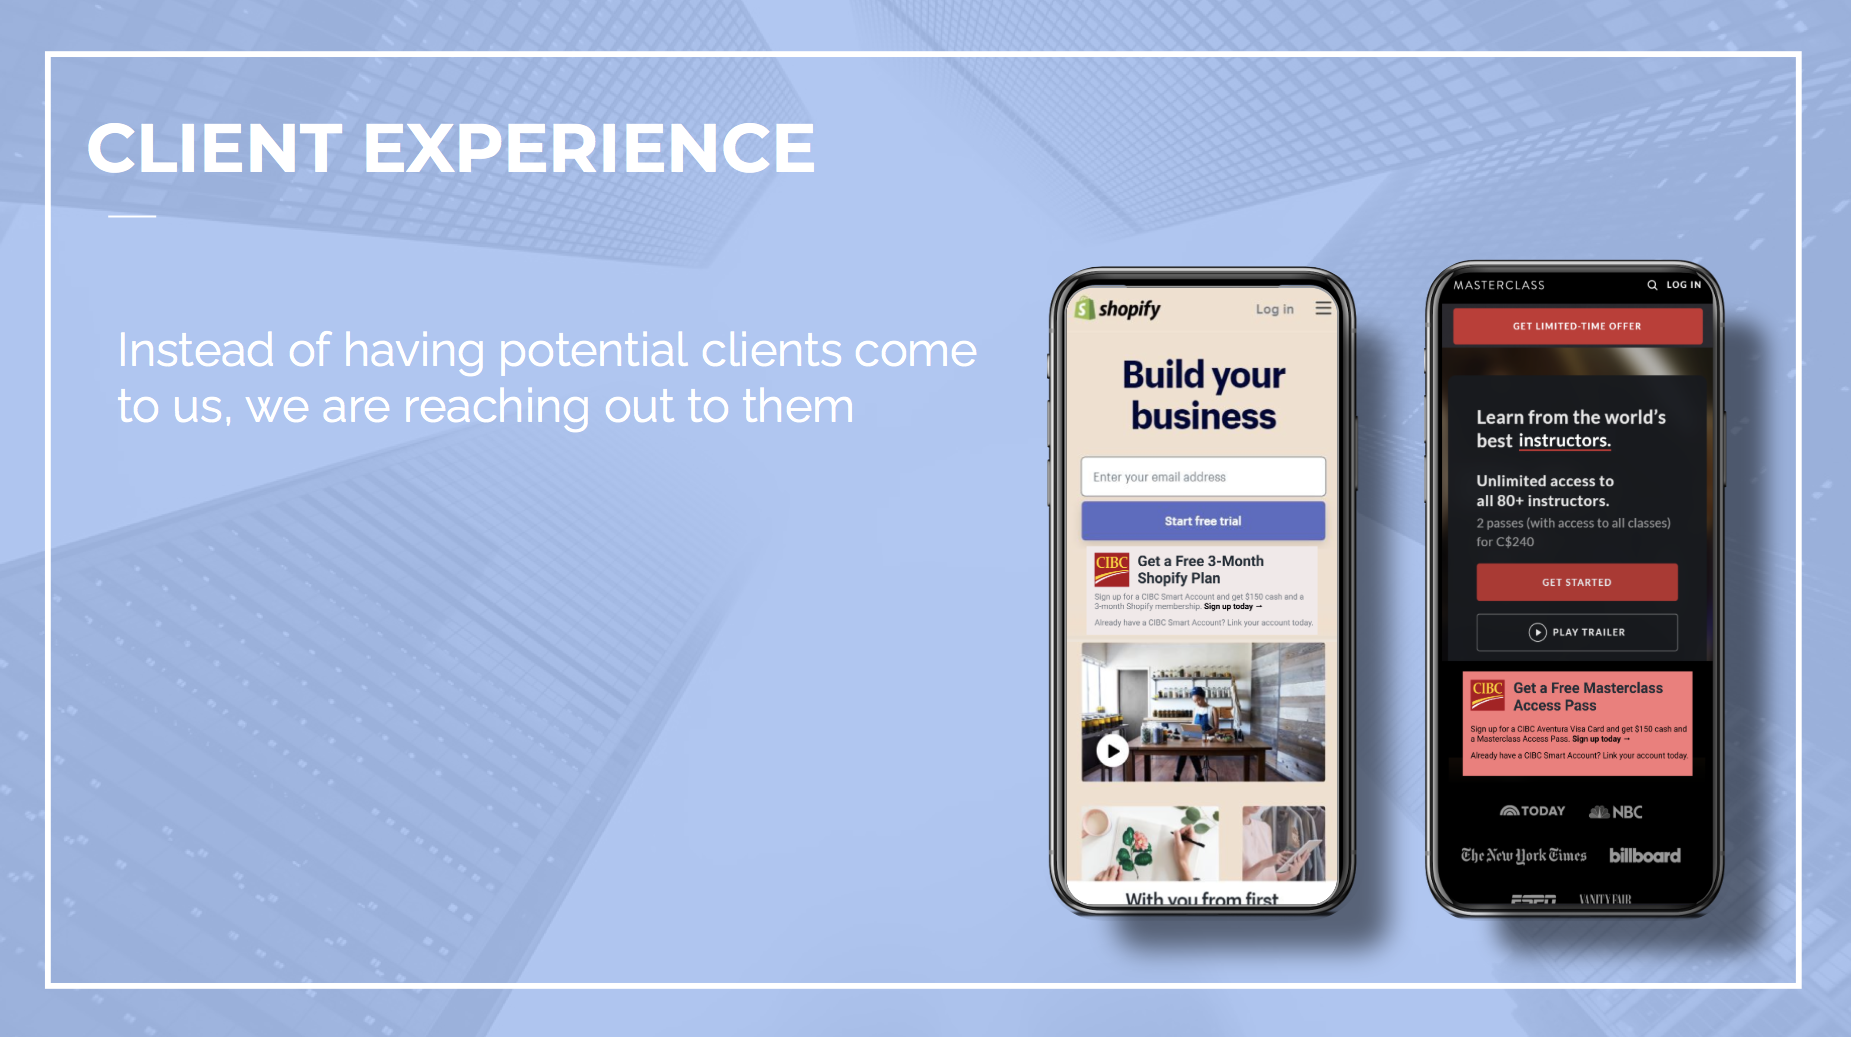 CLIENT EXPERIENCE
Instead of having potential clients come
to us, we are reaching out to them
shopify
Log in
Build your
business
Enter your email address
Start free trial
CIBC
Get a Free 3-Month
Shopify Plan
Sign up for a CIBC Smart Account and get $150 cash and a
3-month Shopify membership. Sign up today →
Already have a CIBC Smart Account? Link your account today.
With you from first
MASTERCLASS
LOG IN
GET LIMITED-TIME OFFER
Learn from the world's
best instructors.
Unlimited access to
all 80+ instructors.
2 passes (with access to all classes)
for C$240
GET STARTED
PLAY TRAILER
CIBC
Get a Free Masterclass
Access Pass
Sign up for a CIBC Aventura Visa Card and get $150 cash and
a Masterclass Access Pass. Sign up today →
Already have a CIBC Smart Account? Link your account today.
TODAY
NBC
The New York Times
billboard
ESPN
VANITY FAIR